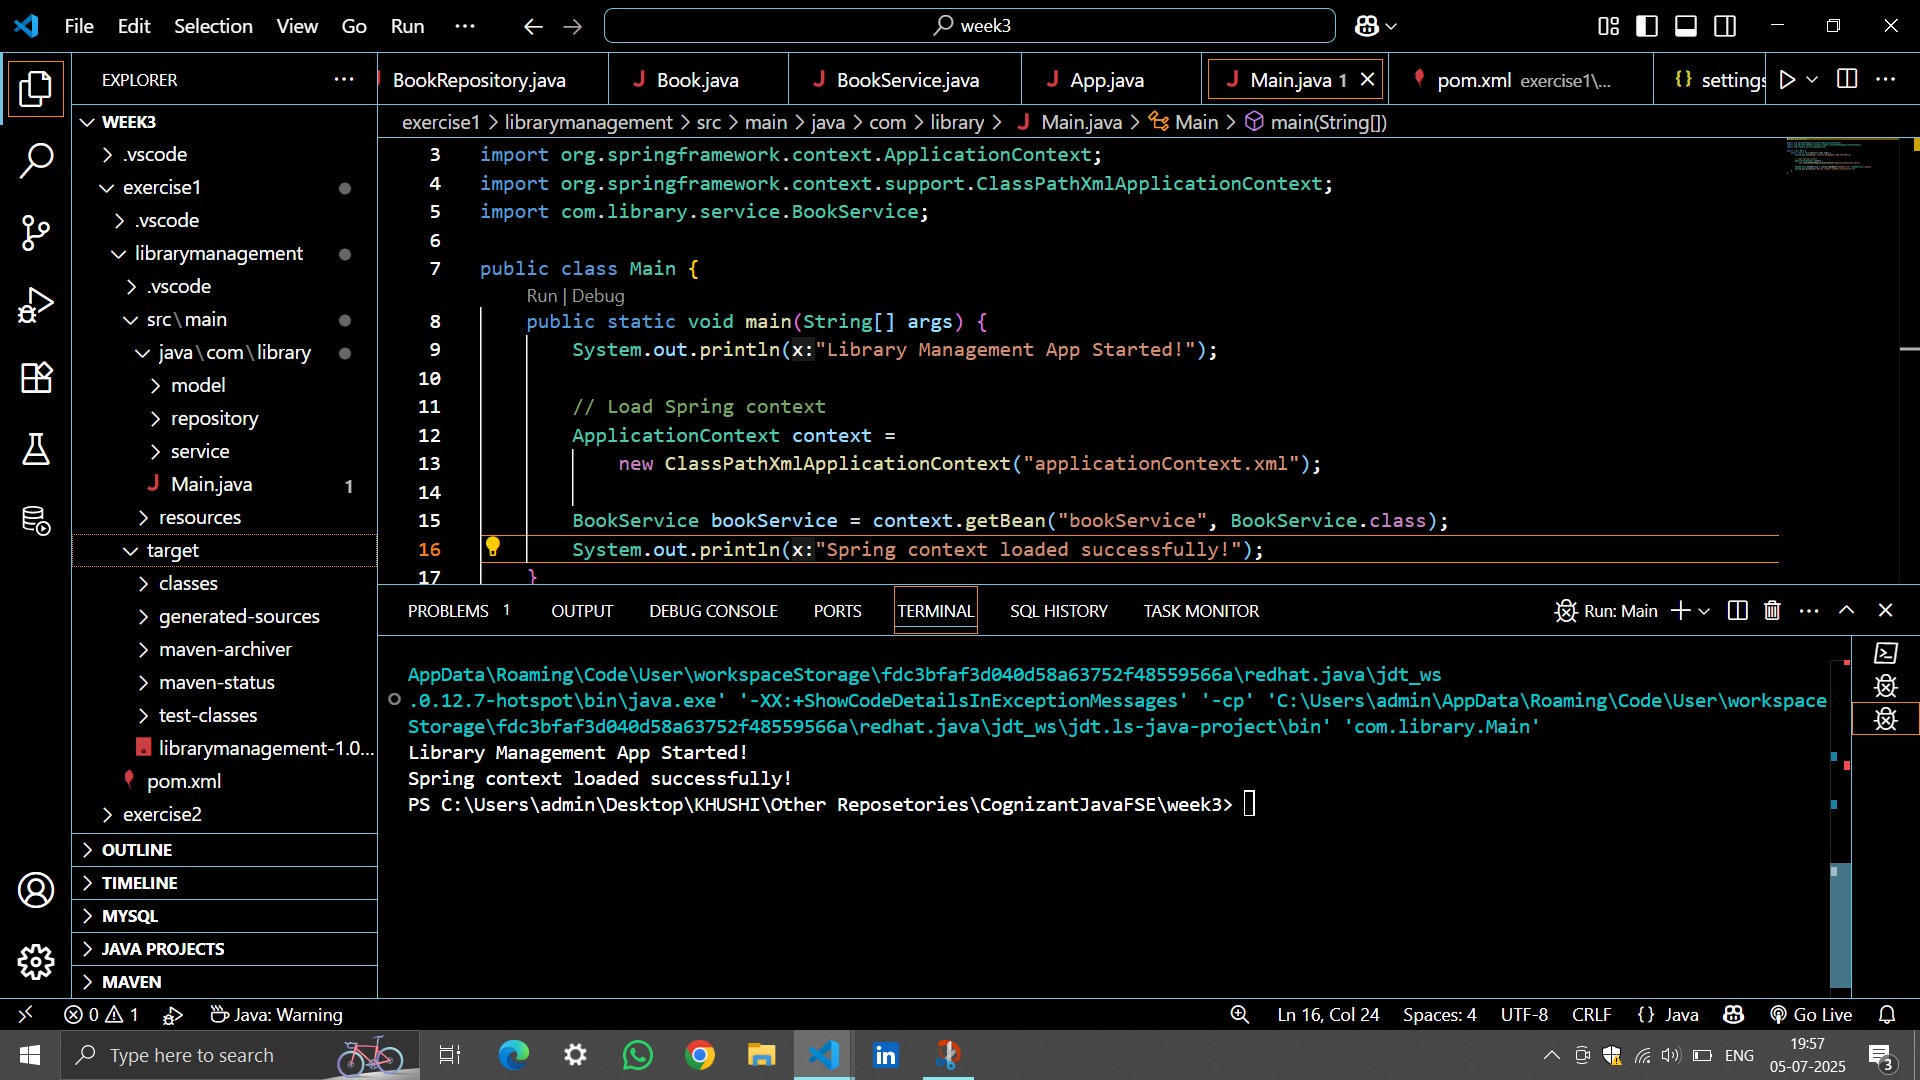 File Edit Selection View Go Run ··· week3
EXPLORER ···
BookRepository.java Book.java BookService.java App.java Main.java 1 pom.xml exercise1\... {} settings
exercise1 > librarymanagement > src > main > java > com > library > Main.java > Main > main(String[])
WEEK3
.vscode
exercise1
.vscode
librarymanagement
.vscode
src\main
java\com\library
model
repository
service
Main.java 1
resources
target
classes
generated-sources
maven-archiver
maven-status
test-classes
librarymanagement-1.0...
pom.xml
exercise2
OUTLINE
TIMELINE
MYSQL
JAVA PROJECTS
MAVEN
3 import org.springframework.context.ApplicationContext;
4 import org.springframework.context.support.ClassPathXmlApplicationContext;
5 import com.library.service.BookService;
6
7 public class Main {
Run | Debug
8 public static void main(String[] args) {
9 System.out.println(x:"Library Management App Started!");
10
11 // Load Spring context
12 ApplicationContext context =
13 new ClassPathXmlApplicationContext("applicationContext.xml");
14
15 BookService bookService = context.getBean("bookService", BookService.class);
16 System.out.println(x:"Spring context loaded successfully!");
17 }
PROBLEMS 1 OUTPUT DEBUG CONSOLE PORTS TERMINAL SQL HISTORY TASK MONITOR Run: Main
AppData\Roaming\Code\User\workspaceStorage\fdc3bfaf3d040d58a63752f48559566a\redhat.java\jdt_ws
.0.12.7-hotspot\bin\java.exe' '-XX:+ShowCodeDetailsInExceptionMessages' '-cp' 'C:\Users\admin\AppData\Roaming\Code\User\workspace
Storage\fdc3bfaf3d040d58a63752f48559566a\redhat.java\jdt_ws\jdt.ls-java-project\bin' 'com.library.Main'
Library Management App Started!
Spring context loaded successfully!
PS C:\Users\admin\Desktop\KHUSHI\Other Reposetories\CognizantJavaFSE\week3>
0 1 Java: Warning Ln 16, Col 24 Spaces: 4 UTF-8 CRLF {} Java Go Live
Type here to search ENG 19:57
05-07-2025 3